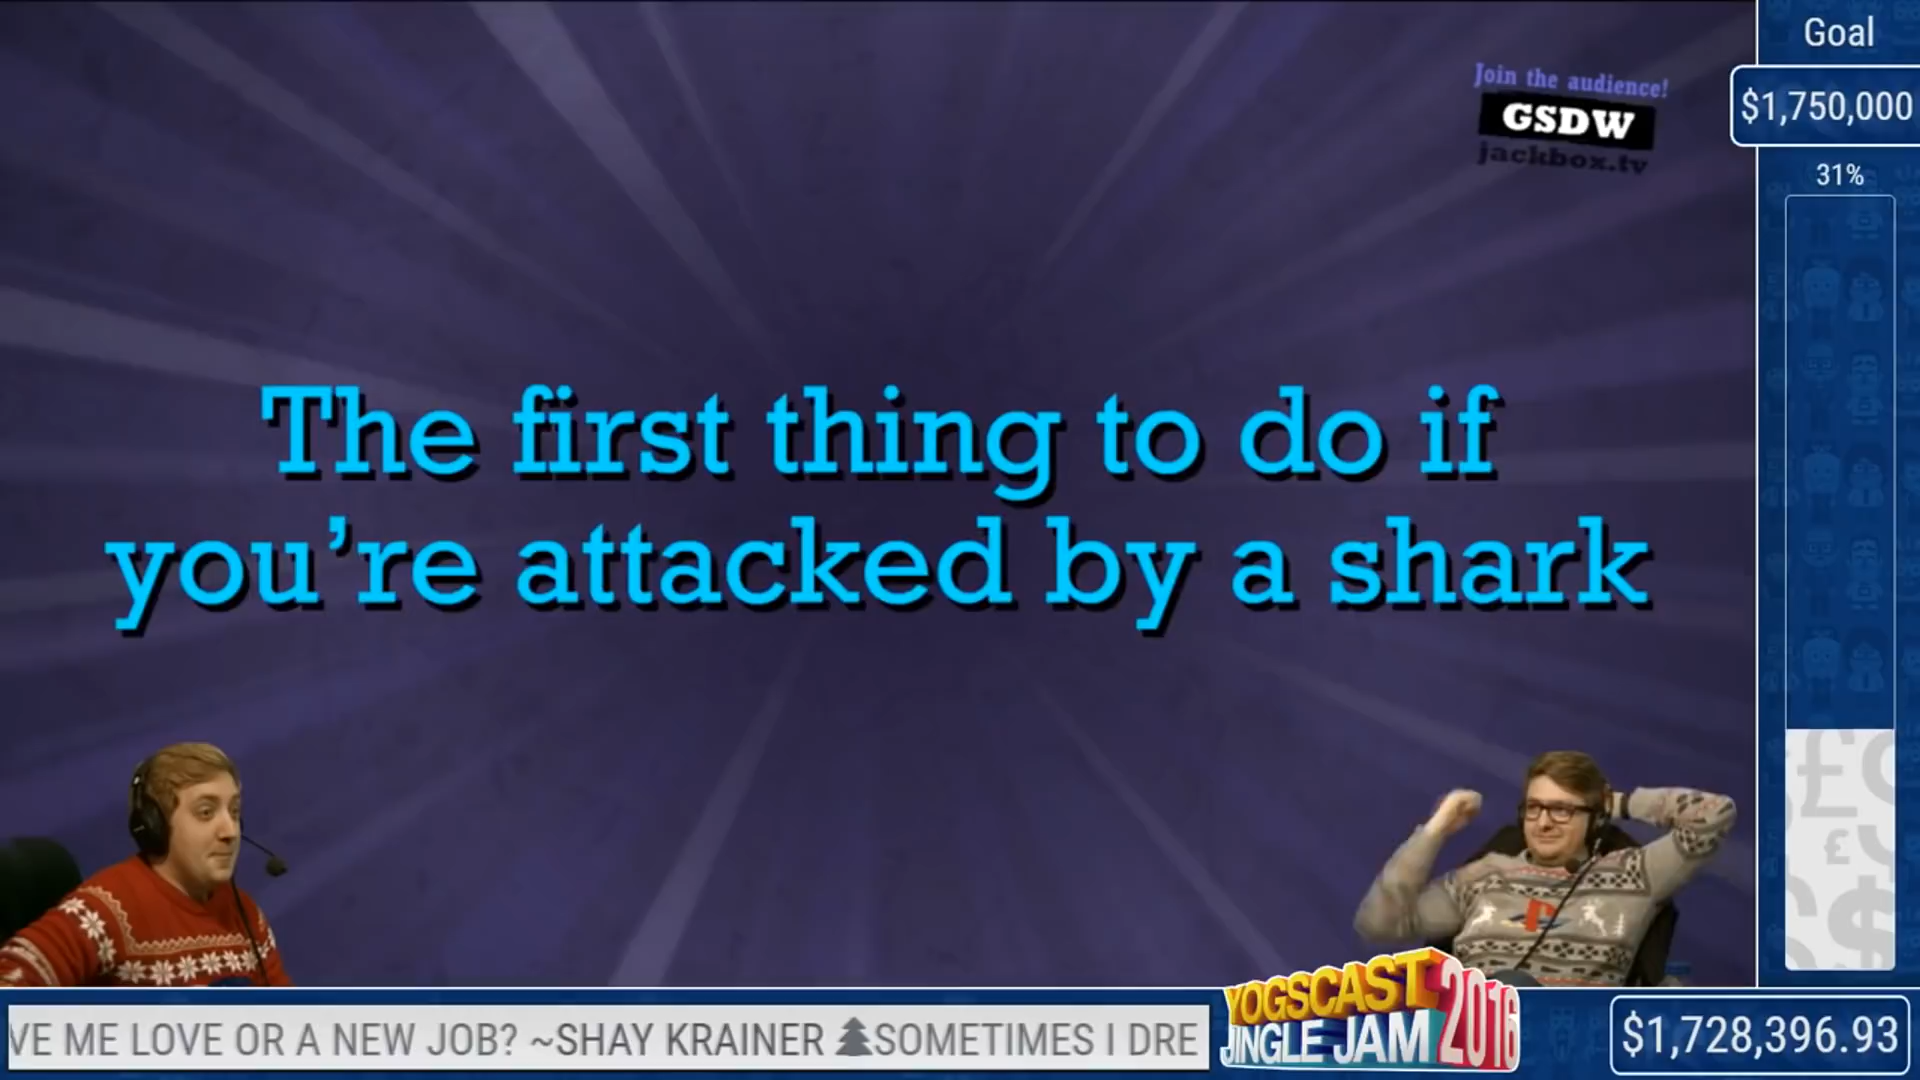 Goal
$1,750,000
31%
Join the audience!
GSDW
jackbox.tv
The first thing to do if
you're attacked by a shark
VE ME LOVE OR A NEW JOB? ~SHAY KRAINER 🌲SOMETIMES I DRE
YOGSCAST
JINGLE JAM 2016
$1,728,396.93